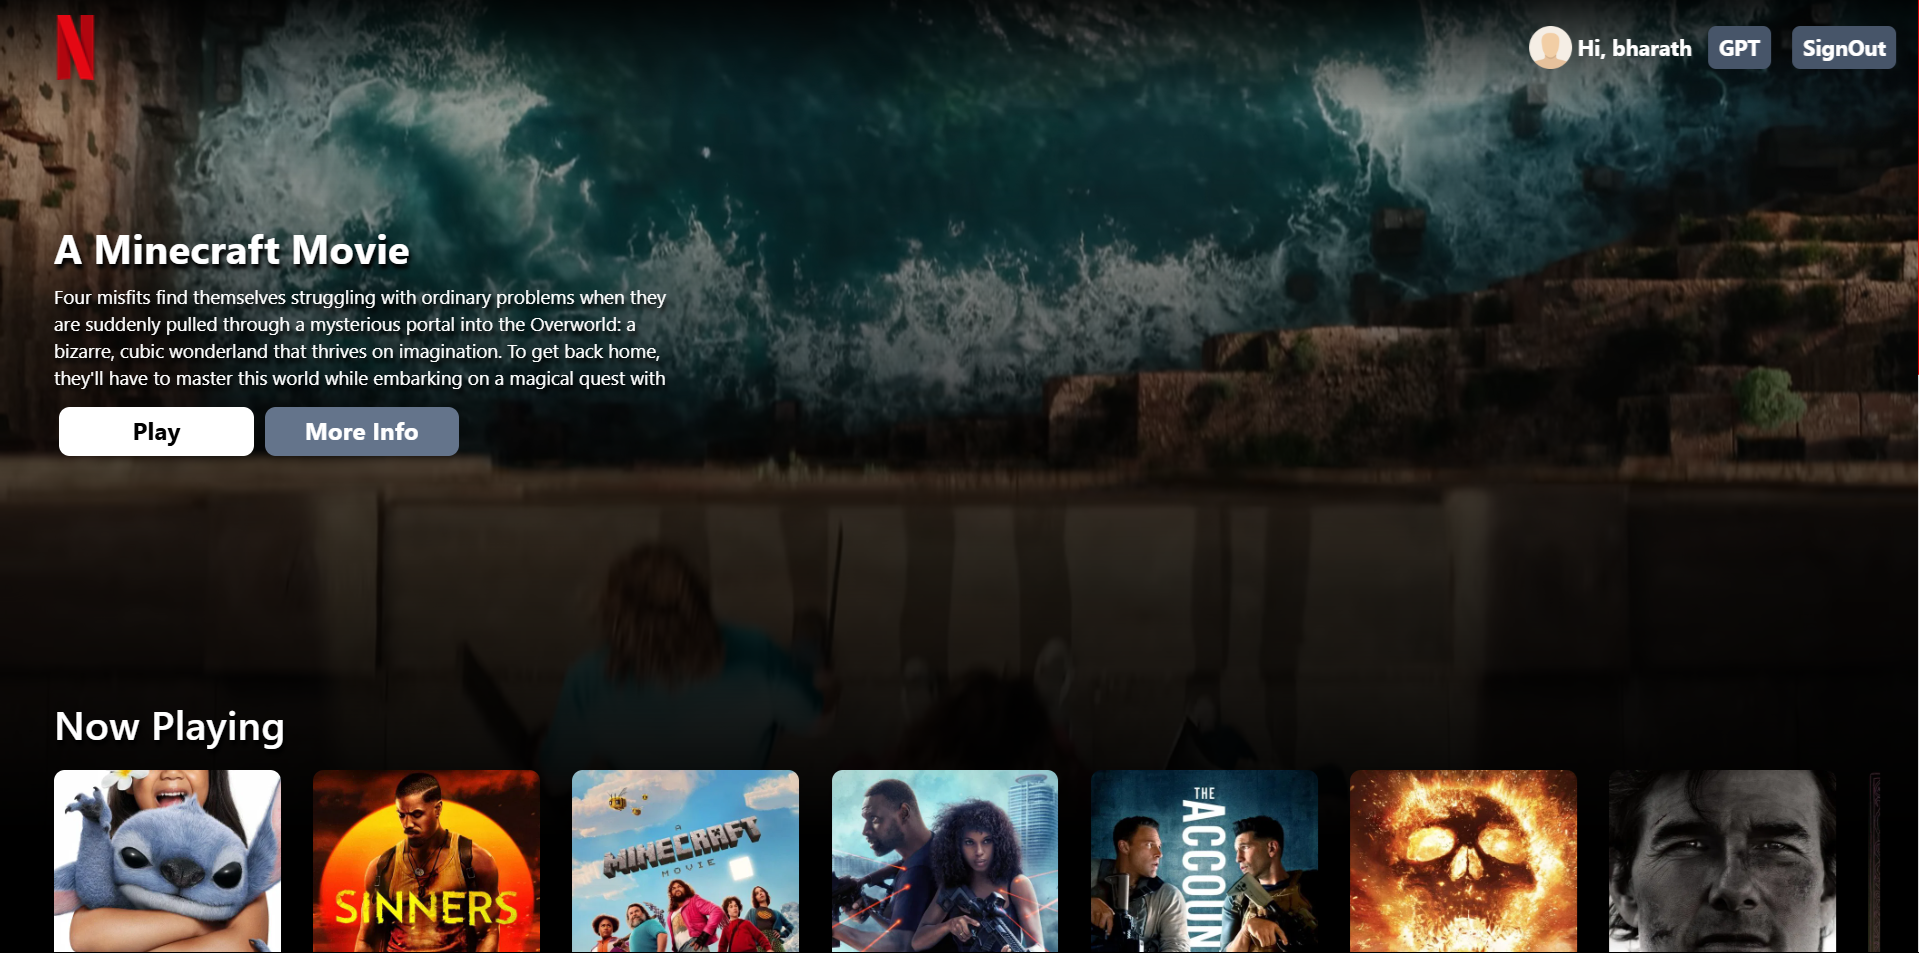 N
Hi, bharath
GPT
SignOut
A Minecraft Movie
Four misfits find themselves struggling with ordinary problems when they
are suddenly pulled through a mysterious portal into the Overworld: a
bizarre, cubic wonderland that thrives on imagination. To get back home,
they'll have to master this world while embarking on a magical quest with
Play
More Info
Now Playing
SINNERS
A
MINECRAFT
MOVIE
THE
ACCOUN